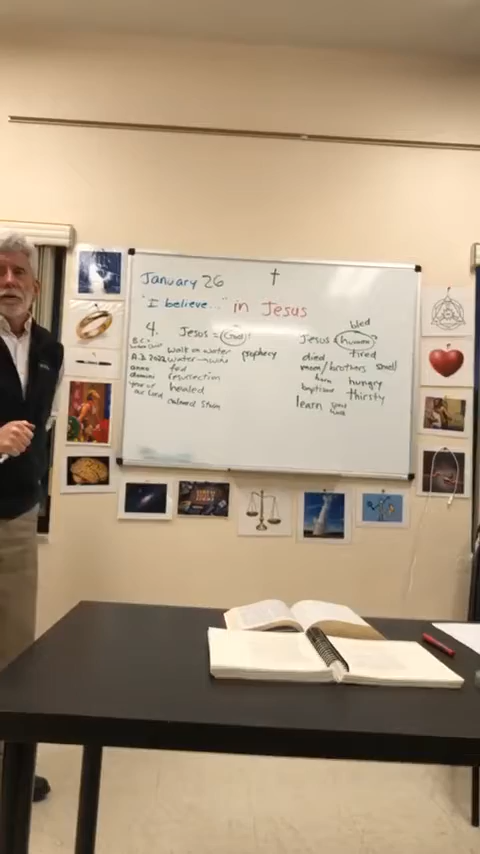 January 26
"I believe..." in Jesus
4. Jesus = God!
B.C.
A.D. 2022
anno
domini
year of
our Lord
walk on water prophecy
water → wine
fed
resurrection
healed
calmed storm
Jesus human
bled
died tired
mom/brothers smell
born hungry
baptized thirsty
learn
HOLY